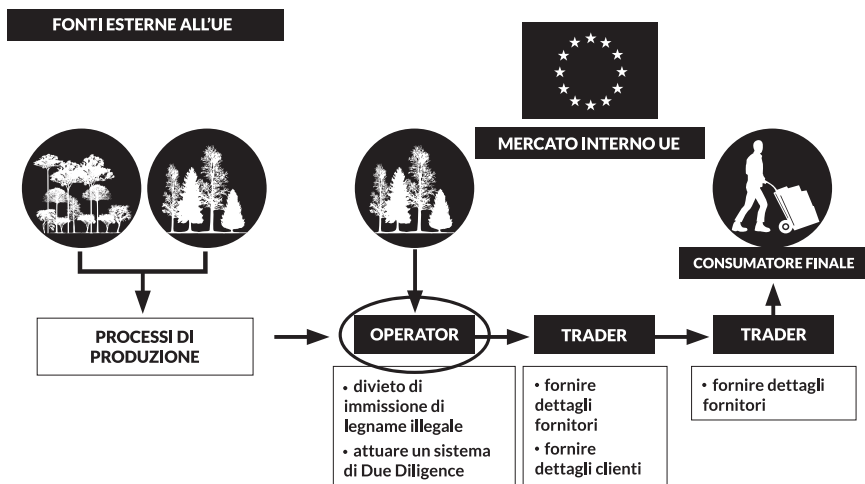 FONTI ESTERNE ALL'UE
MERCATO INTERNO UE
CONSUMATORE FINALE
PROCESSI DI
PRODUZIONE
OPERATOR
TRADER
TRADER
• divieto di
immissione di
legname illegale
• attuare un sistema
di Due Diligence
• fornire
dettagli
fornitori
• fornire
dettagli clienti
• fornire dettagli
fornitori